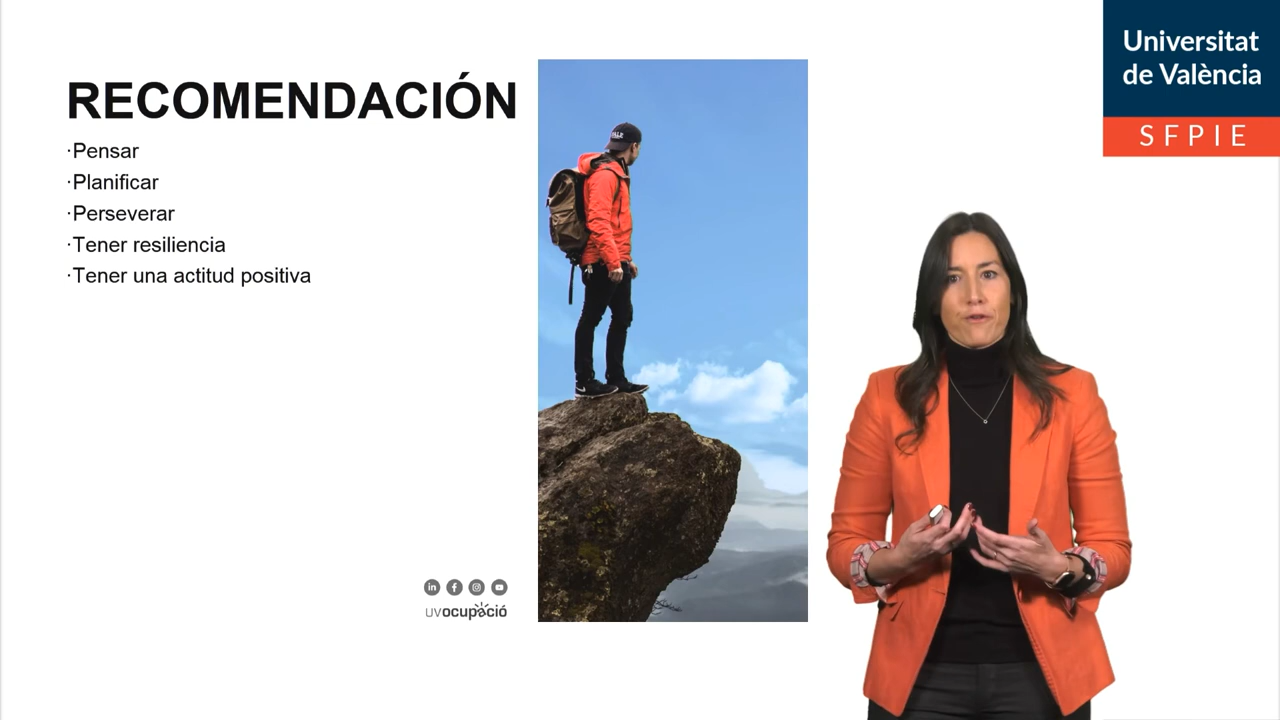 RECOMENDACIÓN
·Pensar
·Planificar
·Perseverar
·Tener resiliencia
·Tener una actitud positiva
uvocupació
Universitat
de València
SFPIE